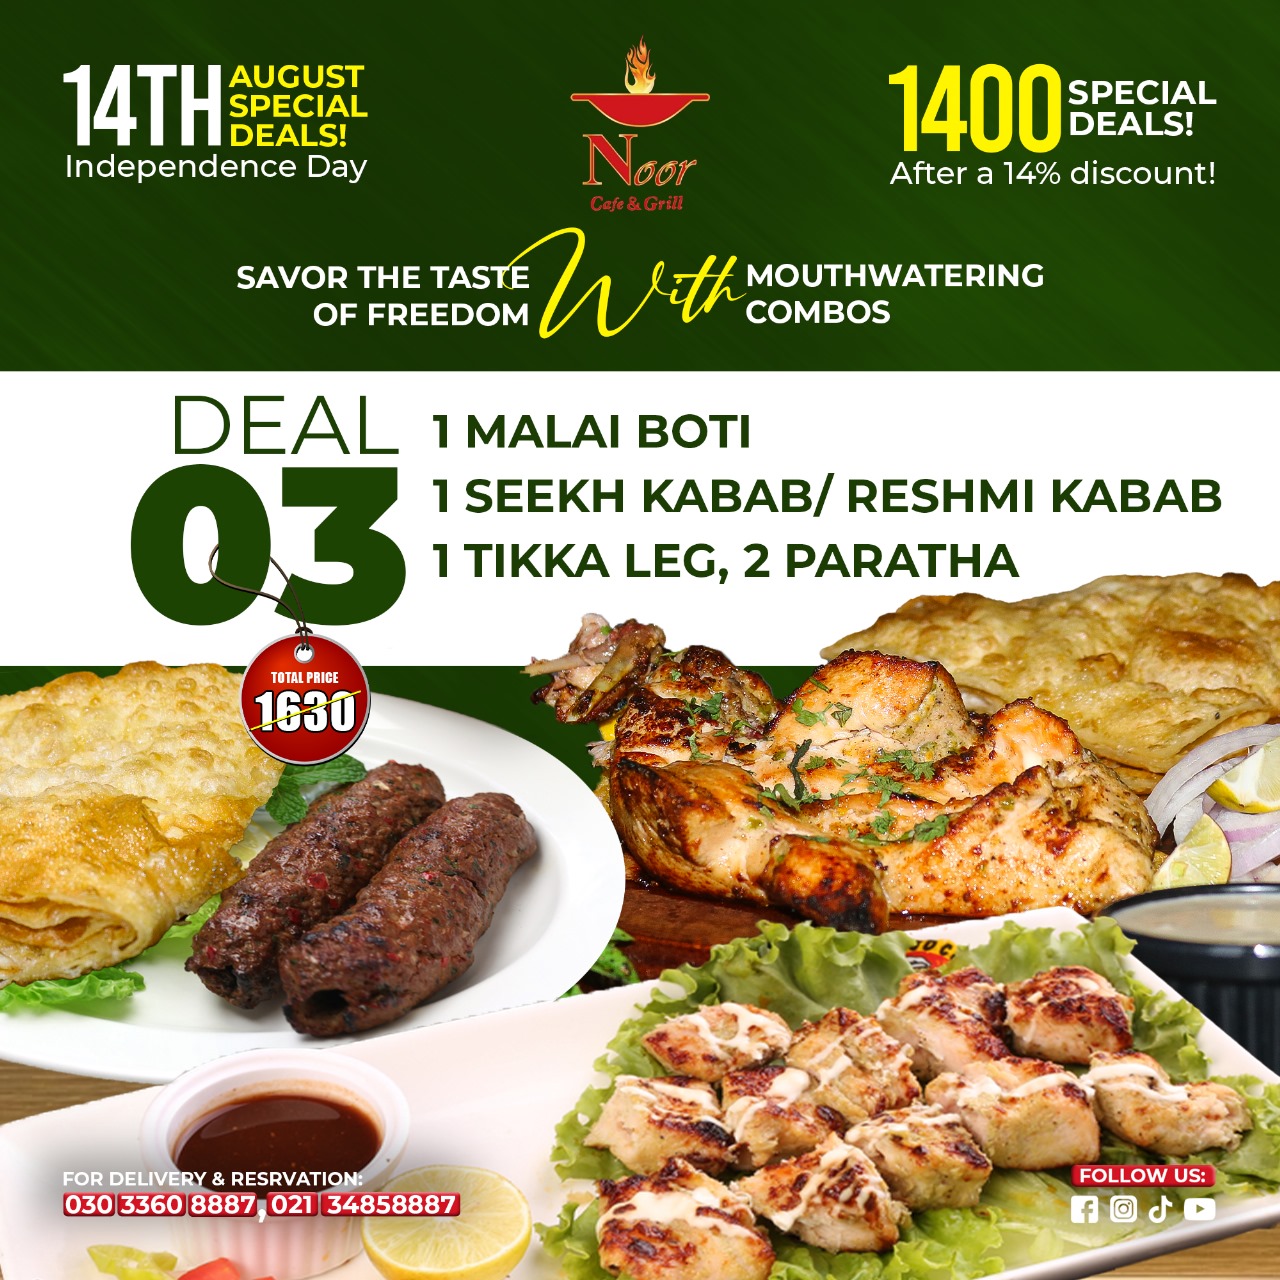 14TH AUGUST
SPECIAL
DEALS!
Independence Day
Noor
Cafe & Grill
1400 SPECIAL
DEALS!
After a 14% discount!
SAVOR THE TASTE
OF FREEDOM
With
MOUTHWATERING
COMBOS
DEAL
03
1 MALAI BOTI
1 SEEKH KABAB/ RESHMI KABAB
1 TIKKA LEG, 2 PARATHA
TOTAL PRICE
1630
FOR DELIVERY & RESRVATION:
030 3360 8887, 021 34858887
FOLLOW US: